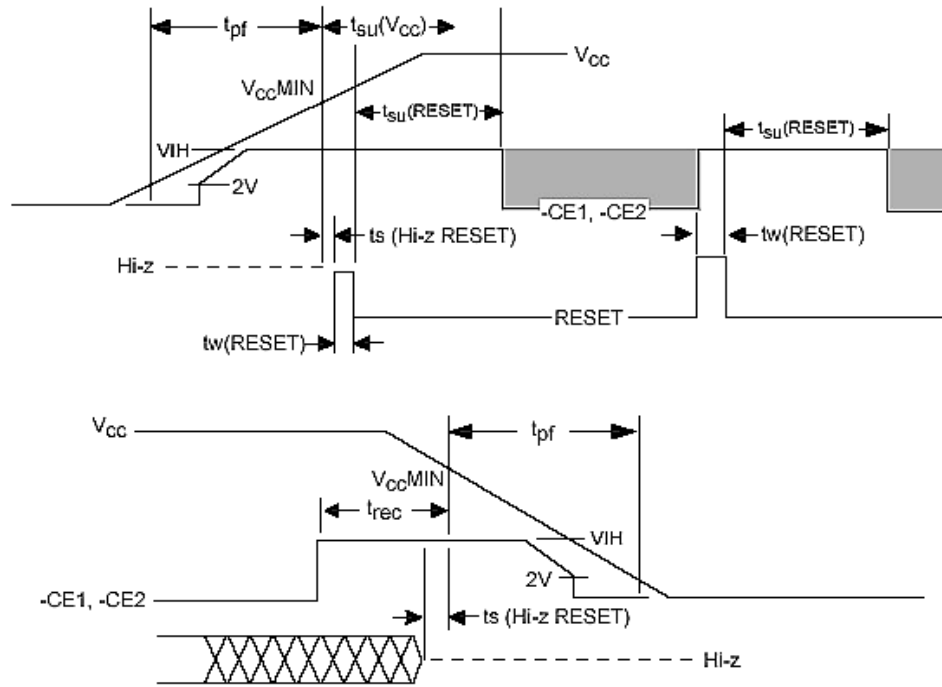 tpf
tsu(Vcc)
Vcc
VccMIN
tsu(RESET)
tsu(RESET)
VIH
2V
-CE1, -CE2
ts (Hi-z RESET)
tw(RESET)
Hi-z
RESET
tw(RESET)
Vcc
tpf
VccMIN
trec
VIH
2V
-CE1, -CE2
ts (Hi-z RESET)
Hi-z